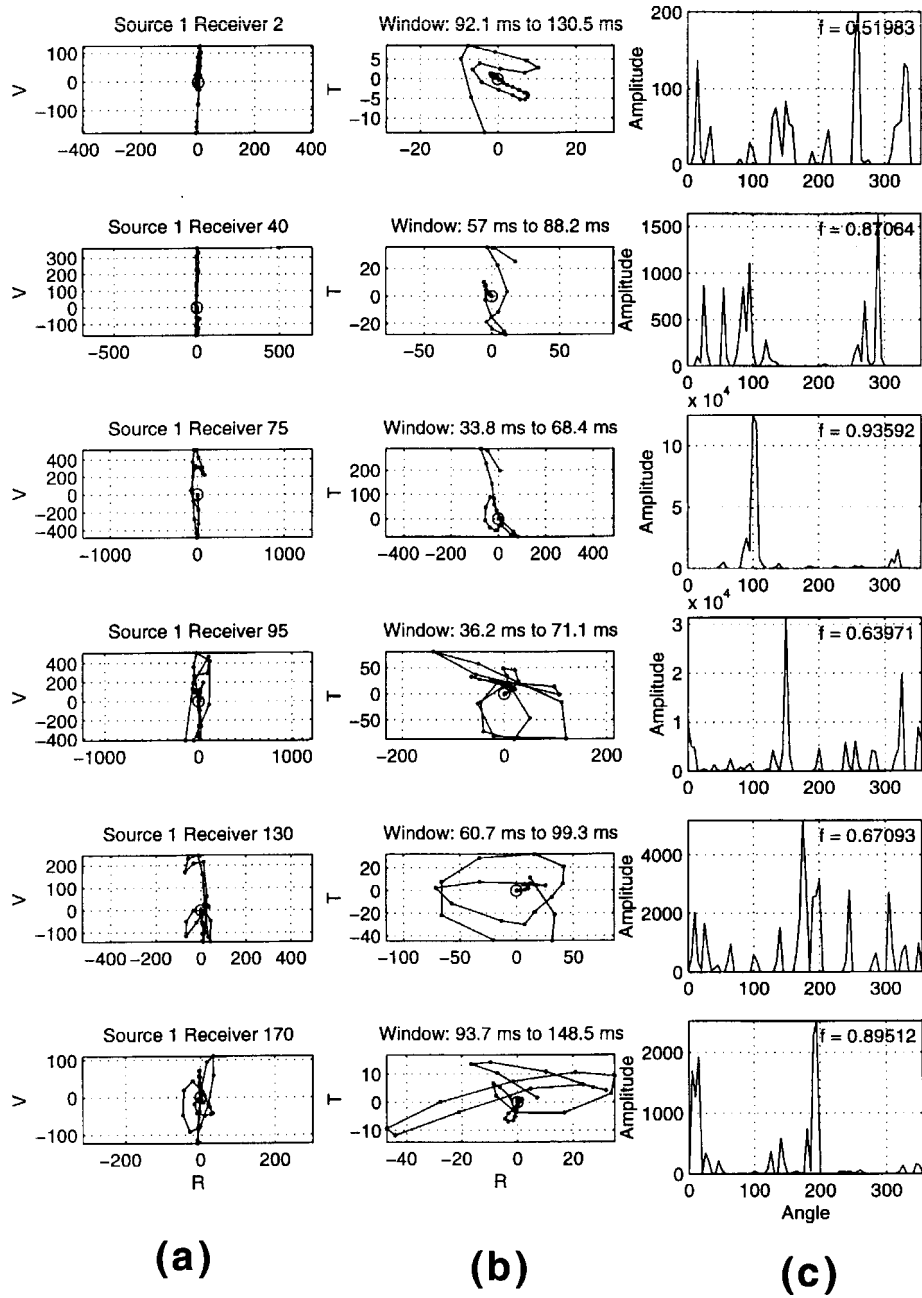 Source 1 Receiver 2
V
100
0
−100
−400 −200 0 200 400
Window: 92.1 ms to 130.5 ms
T
5
0
−5
−10
−20 0 20
Amplitude
200
100
0
0 100 200 300
f = 0.51983
Source 1 Receiver 40
V
300
200
100
0
−100
−500 0 500
Window: 57 ms to 88.2 ms
T
20
0
−20
−50 0 50
Amplitude
1500
1000
500
0
0 100 200 300
f = 0.87064
Source 1 Receiver 75
V
400
200
0
−200
−400
−1000 0 1000
Window: 33.8 ms to 68.4 ms
T
200
100
0
−400 −200 0 200 400
x 10^4
Amplitude
10
5
0
0 100 200 300
f = 0.93592
Source 1 Receiver 95
V
400
200
0
−200
−400
−1000 0 1000
Window: 36.2 ms to 71.1 ms
T
50
0
−50
−200 0 200
x 10^4
Amplitude
3
2
1
0
0 100 200 300
f = 0.63971
Source 1 Receiver 130
V
200
100
0
−100
−400 −200 0 200 400
Window: 60.7 ms to 99.3 ms
T
20
0
−20
−40
−100 −50 0 50
Amplitude
4000
2000
0
0 100 200 300
f = 0.67093
Source 1 Receiver 170
V
100
0
−100
−200 0 200
R
Window: 93.7 ms to 148.5 ms
T
10
0
−10
−40 −20 0 20
R
Amplitude
2000
1000
0
0 100 200 300
Angle
f = 0.89512
(a) (b) (c)